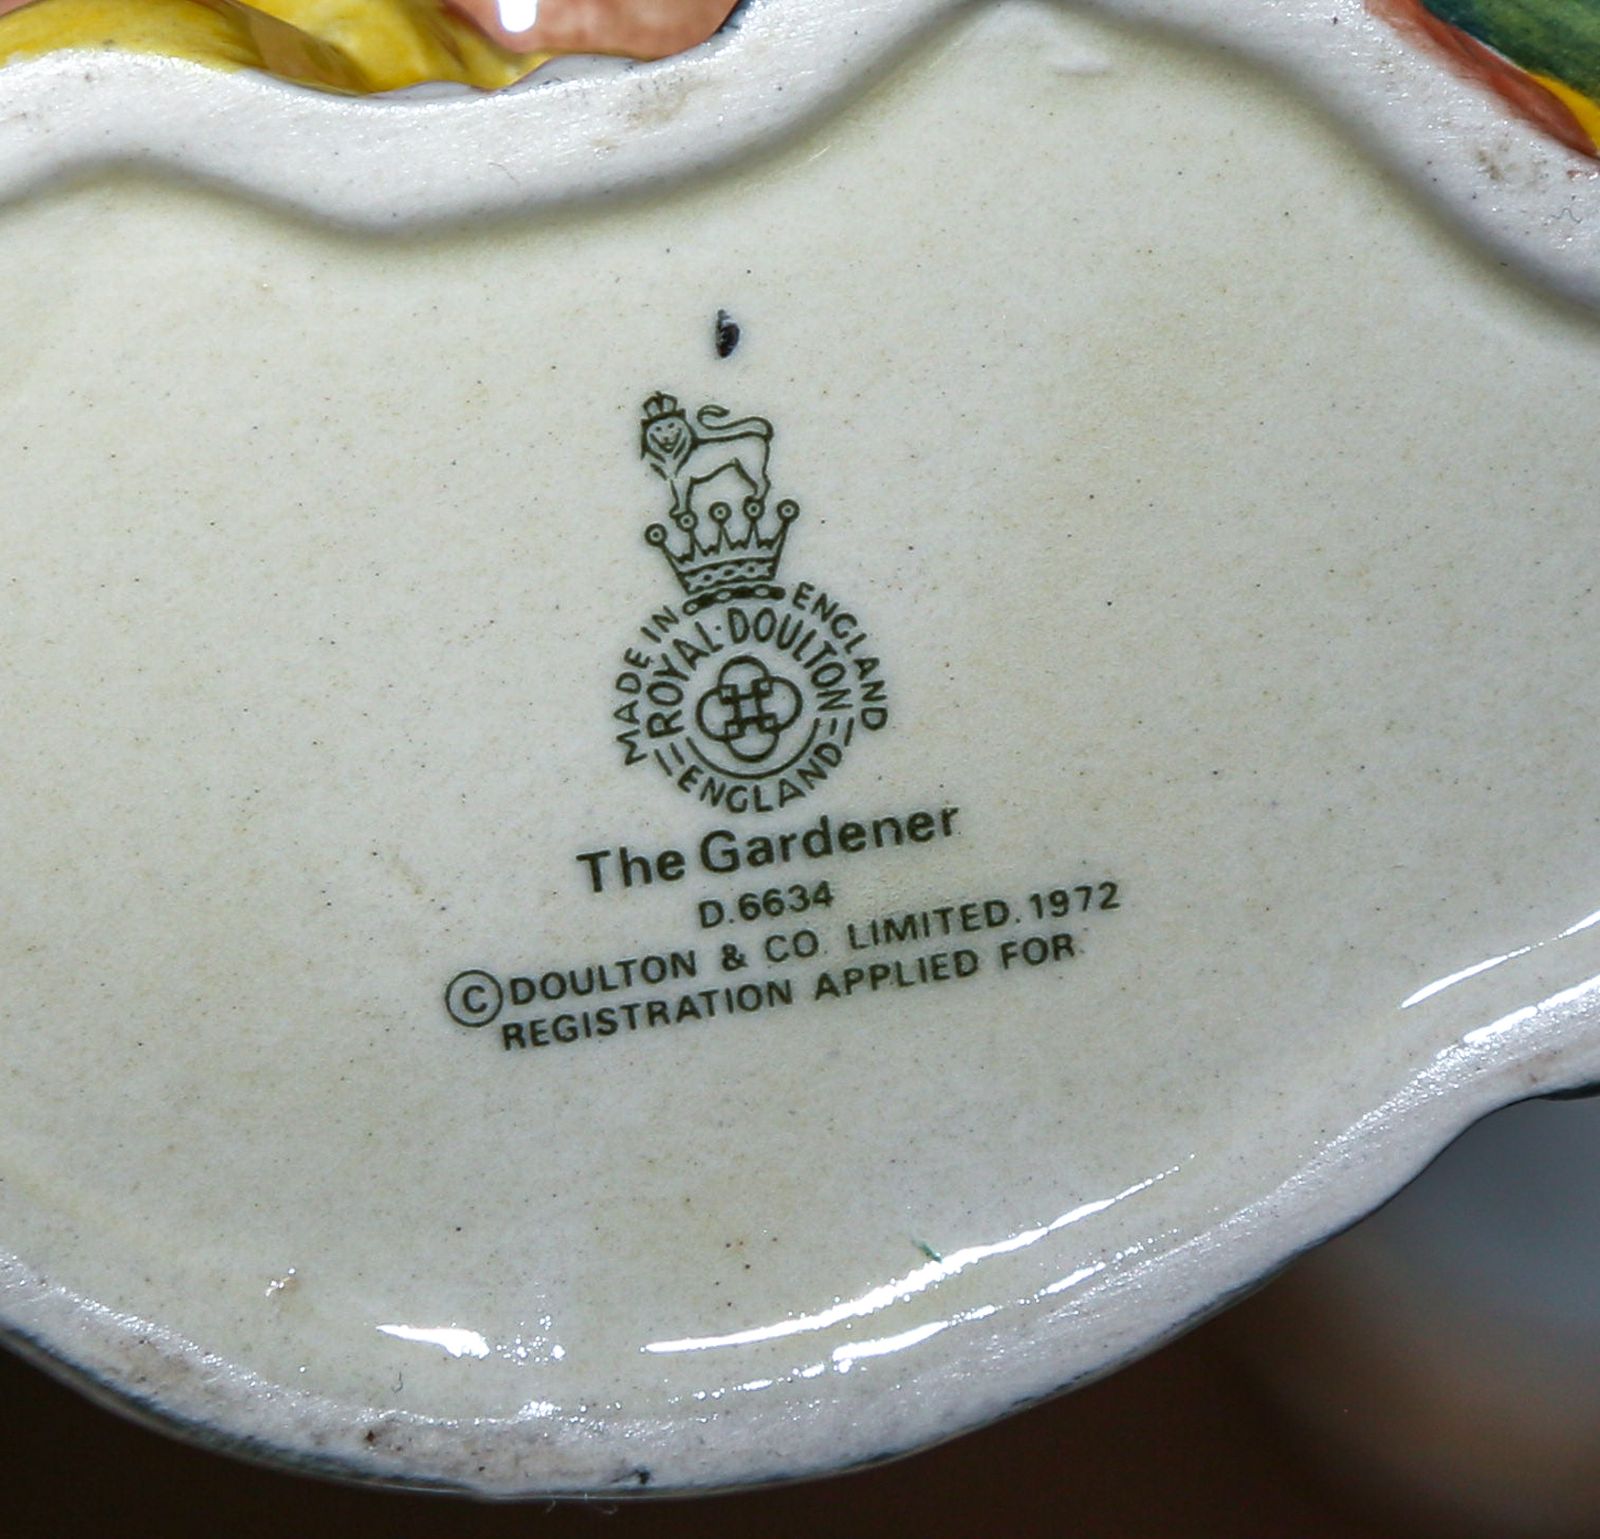 MADE IN ENGLAND
ROYAL·DOULTON
ENGLAND
The Gardener
D.6634
©DOULTON & CO. LIMITED.1972
REGISTRATION APPLIED FOR.